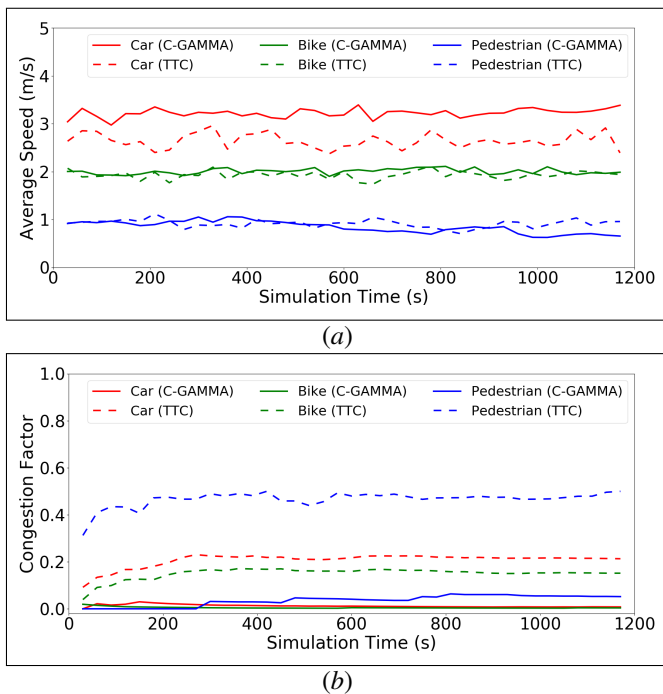 5
4
3
2
1
0
Average Speed (m/s)
Car (C-GAMMA) Bike (C-GAMMA) Pedestrian (C-GAMMA)
Car (TTC) Bike (TTC) Pedestrian (TTC)
0 200 400 600 800 1000 1200
Simulation Time (s)
(a)
1.0
0.8
0.6
0.4
0.2
0.0
Congestion Factor
Car (C-GAMMA) Bike (C-GAMMA) Pedestrian (C-GAMMA)
Car (TTC) Bike (TTC) Pedestrian (TTC)
0 200 400 600 800 1000 1200
Simulation Time (s)
(b)